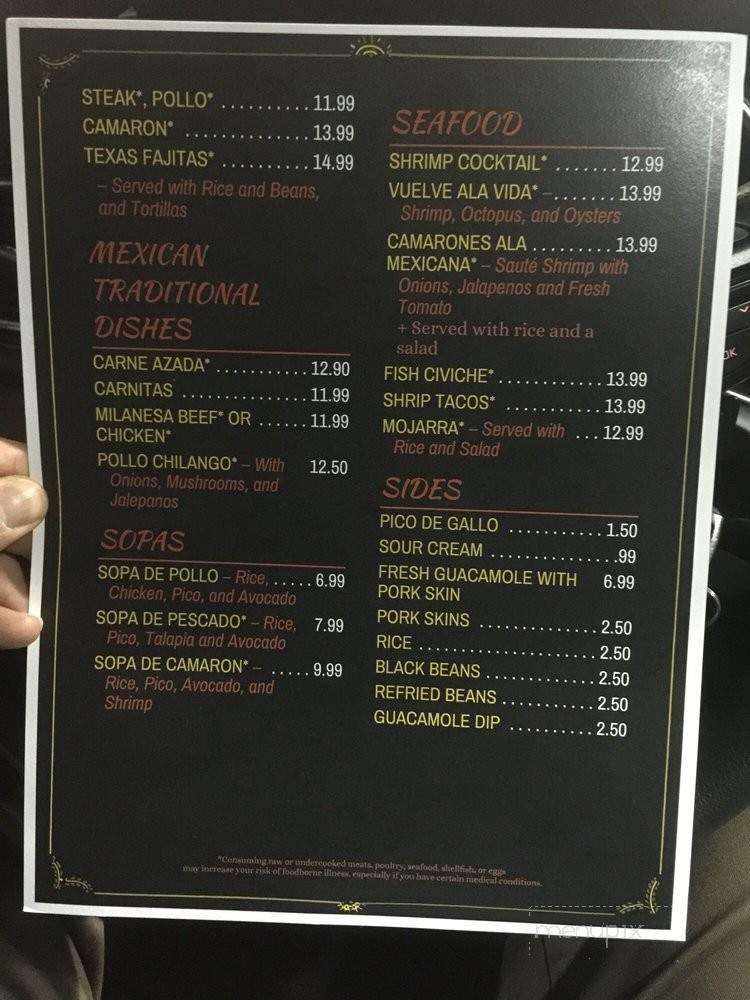 STEAK*, POLLO* .......... 11.99
CAMARON* .............. 13.99
TEXAS FAJITAS* .......... 14.99
– Served with Rice and Beans,
and Tortillas
MEXICAN
TRADITIONAL
DISHES
CARNE AZADA* .......... 12.90
CARNITAS .............. 11.99
MILANESA BEEF* OR ...... 11.99
CHICKEN*
POLLO CHILANGO* – With 12.50
Onions, Mushrooms, and
Jalepanos
SOPAS
SOPA DE POLLO – Rice, ..... 6.99
Chicken, Pico, and Avocado
SOPA DE PESCADO* – Rice, 7.99
Pico, Talapia and Avocado
SOPA DE CAMARON* – ..... 9.99
Rice, Pico, Avocado, and
Shrimp
SEAFOOD
SHRIMP COCKTAIL* ....... 12.99
VUELVE ALA VIDA* – ....... 13.99
Shrimp, Octopus, and Oysters
CAMARONES ALA ......... 13.99
MEXICANA* – Sauté Shrimp with
Onions, Jalapenos and Fresh
Tomato
+ Served with rice and a
salad
FISH CIVICHE* ............ 13.99
SHRIP TACOS* ........... 13.99
MOJARRA* – Served with ... 12.99
Rice and Salad
SIDES
PICO DE GALLO ........... 1.50
SOUR CREAM .............. .99
FRESH GUACAMOLE WITH 6.99
PORK SKIN
PORK SKINS ............. 2.50
RICE ..................... 2.50
BLACK BEANS ............ 2.50
REFRIED BEANS .......... 2.50
GUACAMOLE DIP .......... 2.50
*Consuming raw or undercooked meats, poultry, seafood, shellfish, or eggs
may increase your risk of foodborne illness, especially if you have certain medical conditions.
menupix
OK